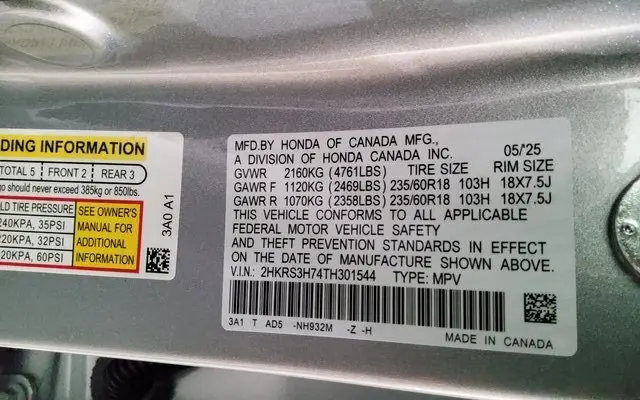 DING INFORMATION
TOTAL 5 FRONT 2 REAR 3
go should never exceed 385kg or 850lbs.
LD TIRE PRESSURE
240KPA, 35PSI
220KPA, 32PSI
20KPA, 60PSI
SEE OWNER'S
MANUAL FOR
ADDITIONAL
INFORMATION
3A0 A1
MFD.BY HONDA OF CANADA MFG., 05/'25
A DIVISION OF HONDA CANADA INC.
GVWR 2160KG (4761LBS) TIRE SIZE RIM SIZE
GAWR F 1120KG (2469LBS) 235/60R18 103H 18X7.5J
GAWR R 1070KG (2358LBS) 235/60R18 103H 18X7.5J
THIS VEHICLE CONFORMS TO ALL APPLICABLE
FEDERAL MOTOR VEHICLE SAFETY
AND THEFT PREVENTION STANDARDS IN EFFECT
ON THE DATE OF MANUFACTURE SHOWN ABOVE.
V.I.N: 2HKRS3H74TH301544 TYPE: MPV
3A1 T AD5 -NH932M -Z -H
MADE IN CANADA